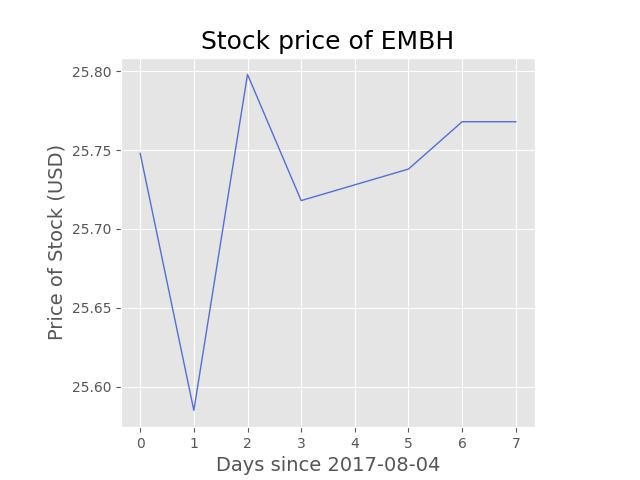 Stock price of EMBH
Price of Stock (USD)
25.80
25.75
25.70
25.65
25.60
0 1 2 3 4 5 6 7
Days since 2017-08-04